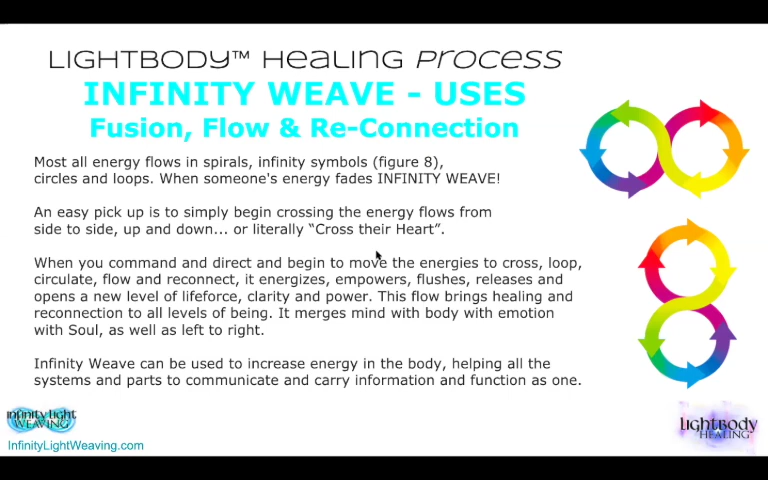 LIGHTBODY™ Healing Process
INFINITY WEAVE - USES
Fusion, Flow & Re-Connection
Most all energy flows in spirals, infinity symbols (figure 8),
circles and loops. When someone's energy fades INFINITY WEAVE!
An easy pick up is to simply begin crossing the energy flows from
side to side, up and down... or literally “Cross their Heart”.
When you command and direct and begin to move the energies to cross, loop,
circulate, flow and reconnect, it energizes, empowers, flushes, releases and
opens a new level of lifeforce, clarity and power. This flow brings healing and
reconnection to all levels of being. It merges mind with body with emotion
with Soul, as well as left to right.
Infinity Weave can be used to increase energy in the body, helping all the
systems and parts to communicate and carry information and function as one.
infinity light
WEAVING
InfinityLightWeaving.com
lightbody
HEALING